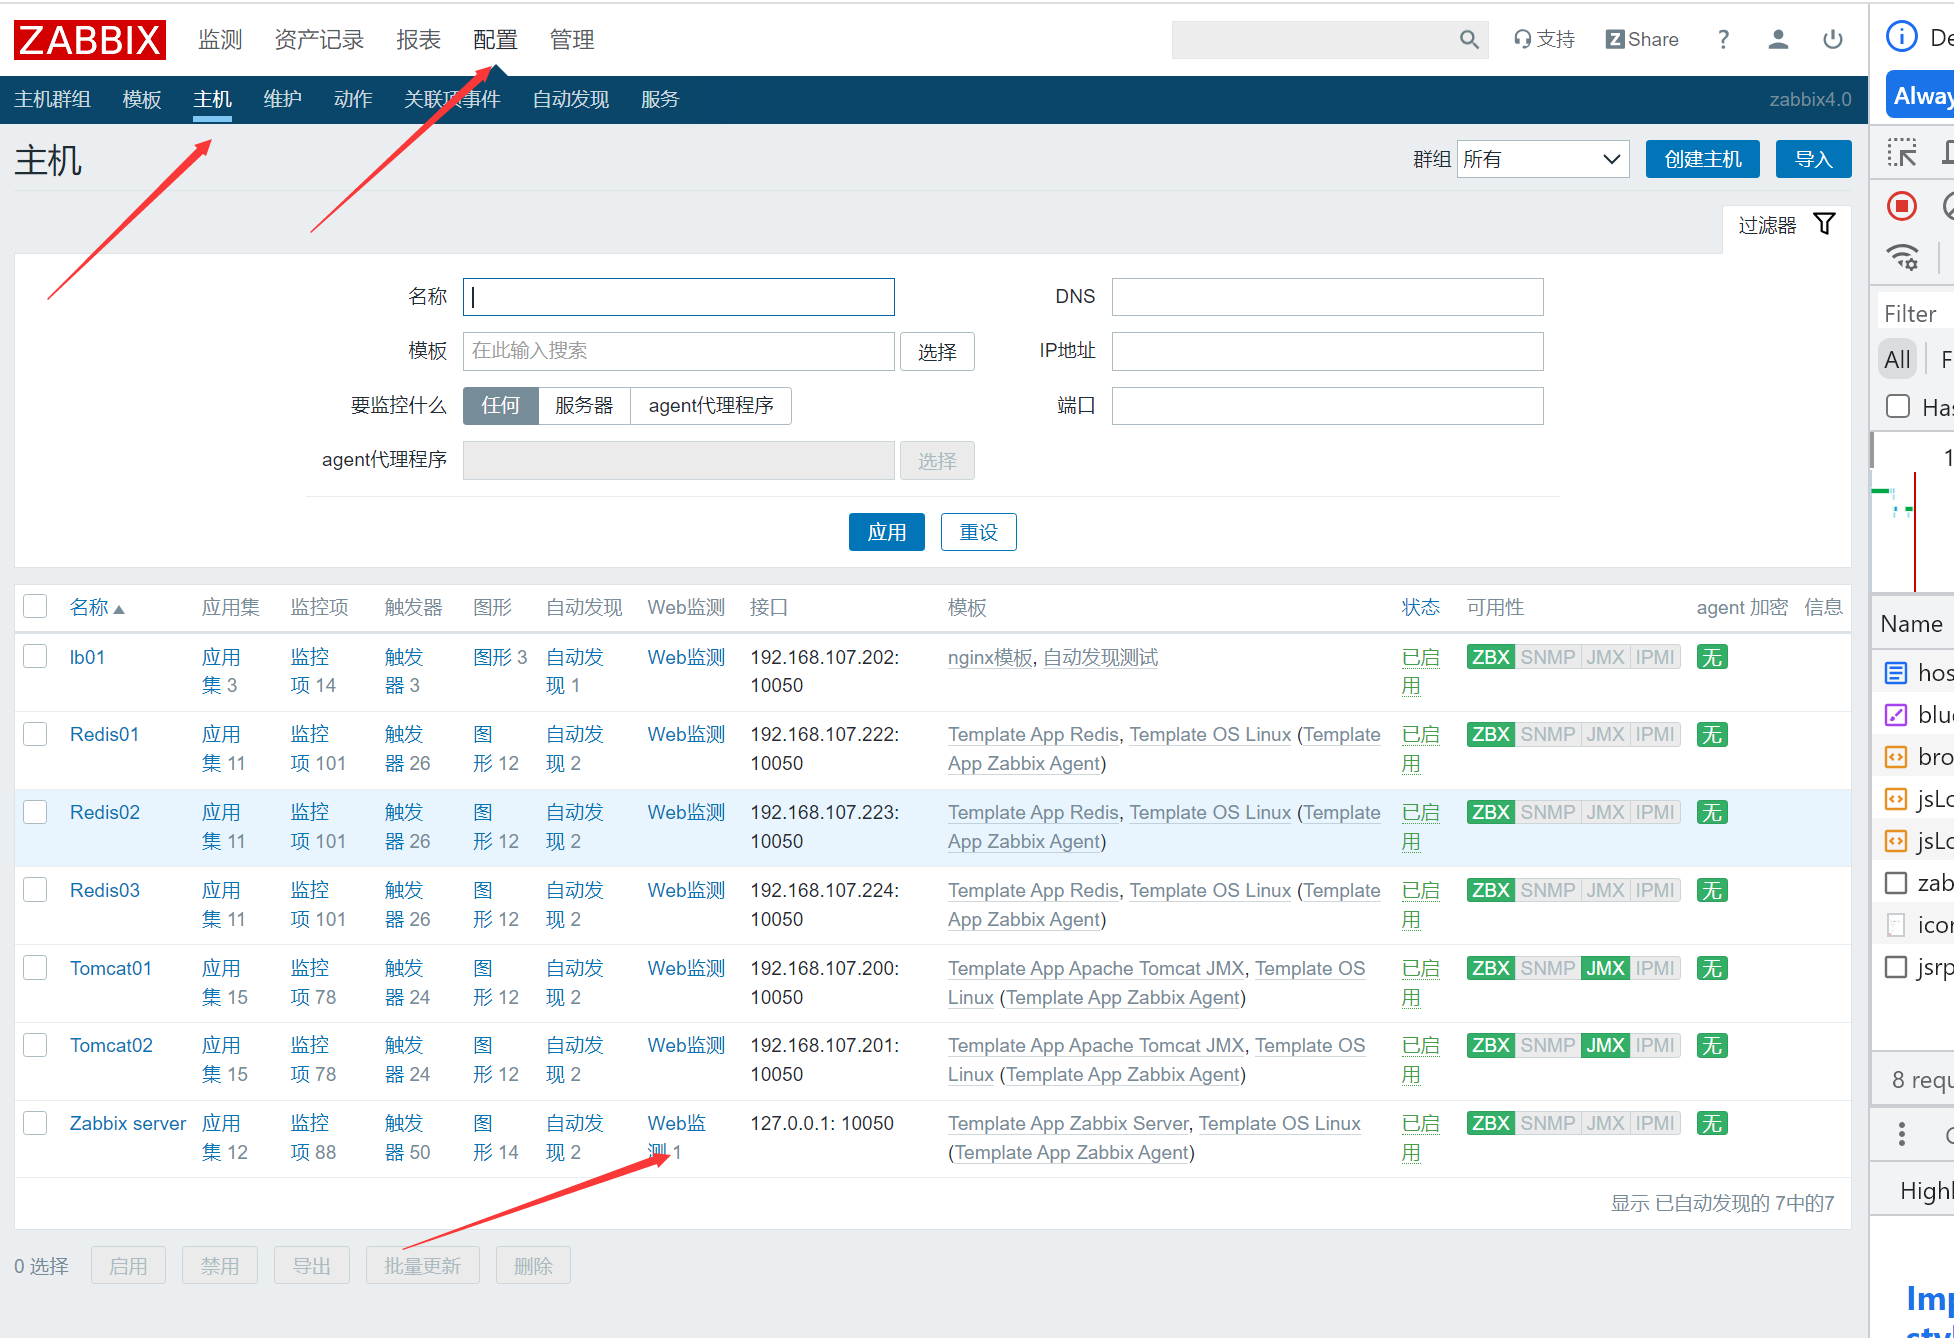 ZABBIX 监测 资产记录 报表 配置 管理 支持 Z Share ?
主机群组 模板 主机 维护 动作 关联项事件 自动发现 服务 zabbix4.0
主机 群组 所有 创建主机 导入
过滤器
名称 DNS
模板 在此输入搜索 选择 IP地址
要监控什么 任何 服务器 agent代理程序 端口
agent代理程序 选择
应用 重设
名称 应用集 监控项 触发器 图形 自动发现 Web监测 接口 模板 状态 可用性 agent 加密 信息
lb01 应用 监控 触发 图形 3 自动发 Web监测 192.168.107.202: nginx模板, 自动发现测试 已启 ZBX SNMP JMX IPMI 无
集 3 项 14 器 3 现 1 10050 用
Redis01 应用 监控 触发 图 自动发 Web监测 192.168.107.222: Template App Redis, Template OS Linux (Template 已启 ZBX SNMP JMX IPMI 无
集 11 项 101 器 26 形 12 现 2 10050 App Zabbix Agent) 用
Redis02 应用 监控 触发 图 自动发 Web监测 192.168.107.223: Template App Redis, Template OS Linux (Template 已启 ZBX SNMP JMX IPMI 无
集 11 项 101 器 26 形 12 现 2 10050 App Zabbix Agent) 用
Redis03 应用 监控 触发 图 自动发 Web监测 192.168.107.224: Template App Redis, Template OS Linux (Template 已启 ZBX SNMP JMX IPMI 无
集 11 项 101 器 26 形 12 现 2 10050 App Zabbix Agent) 用
Tomcat01 应用 监控 触发 图 自动发 Web监测 192.168.107.200: Template App Apache Tomcat JMX, Template OS 已启 ZBX SNMP JMX IPMI 无
集 15 项 78 器 24 形 12 现 2 10050 Linux (Template App Zabbix Agent) 用
Tomcat02 应用 监控 触发 图 自动发 Web监测 192.168.107.201: Template App Apache Tomcat JMX, Template OS 已启 ZBX SNMP JMX IPMI 无
集 15 项 78 器 24 形 12 现 2 10050 Linux (Template App Zabbix Agent) 用
Zabbix server 应用 监控 触发 图 自动发 Web监 127.0.0.1: 10050 Template App Zabbix Server, Template OS Linux 已启 ZBX SNMP JMX IPMI 无
集 12 项 88 器 50 形 14 现 2 测 1 (Template App Zabbix Agent) 用
显示 已自动发现的 7中的7
0 选择 启用 禁用 导出 批量更新 删除
De
Alway
Filter
All F
Has
1
Name
hos
blue
bro
jsLo
jsLo
zab
icon
jsrp
8 requ
Highl
Imp
styl